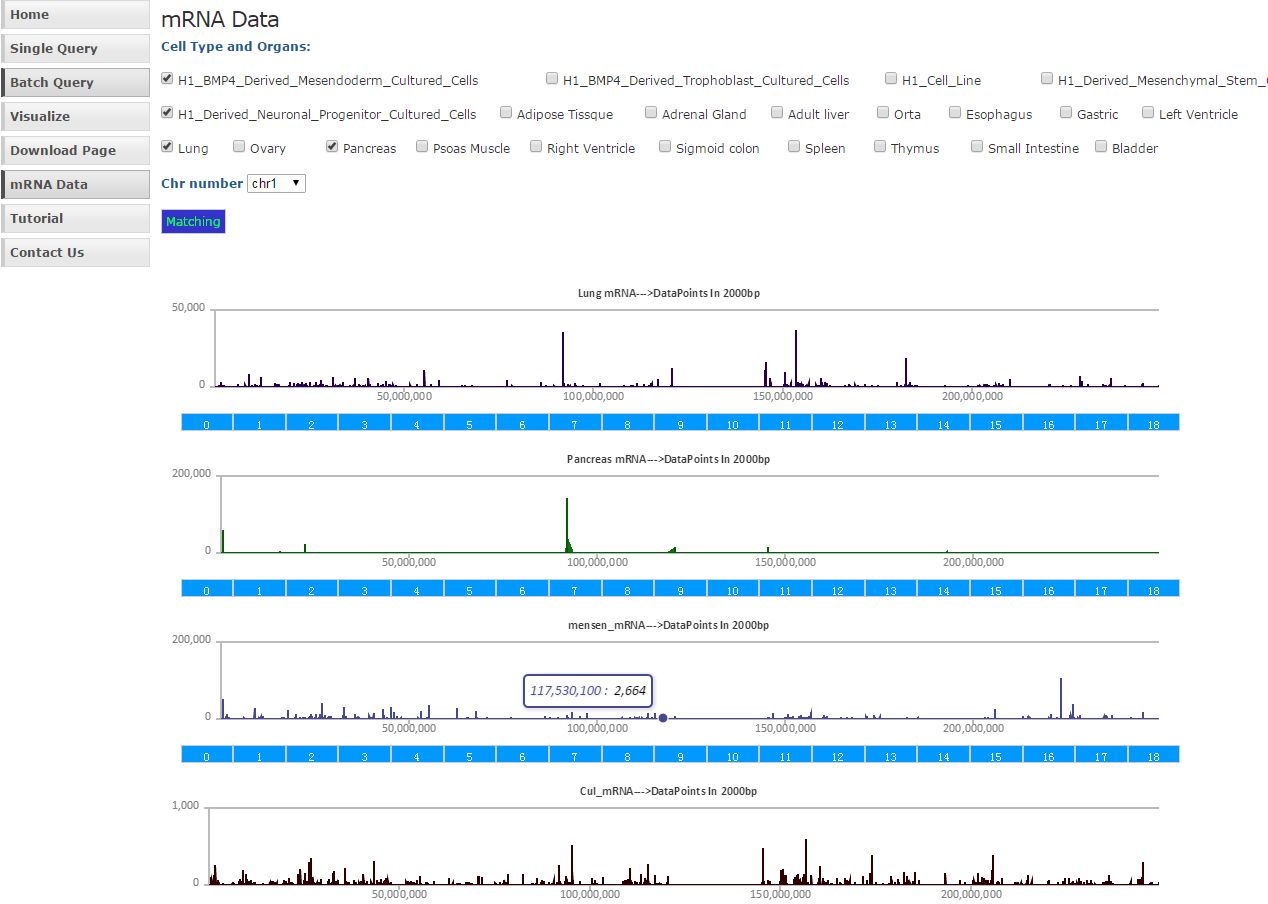 Home
Single Query
Batch Query
Visualize
Download Page
mRNA Data
Tutorial
Contact Us
mRNA Data
Cell Type and Organs:
H1_BMP4_Derived_Mesendoderm_Cultured_Cells H1_BMP4_Derived_Trophoblast_Cultured_Cells H1_Cell_Line H1_Derived_Mesenchymal_Stem_
H1_Derived_Neuronal_Progenitor_Cultured_Cells Adipose Tissque Adrenal Gland Adult liver Orta Esophagus Gastric Left Ventricle
Lung Ovary Pancreas Psoas Muscle Right Ventricle Sigmoid colon Spleen Thymus Small Intestine Bladder
Chr number chr1
Matching
Lung mRNA--->DataPoints In 2000bp
50,000
0
50,000,000 100,000,000 150,000,000 200,000,000
0 1 2 3 4 5 6 7 8 9 10 11 12 13 14 15 16 17 18
Pancreas mRNA--->DataPoints In 2000bp
200,000
0
50,000,000 100,000,000 150,000,000 200,000,000
0 1 2 3 4 5 6 7 8 9 10 11 12 13 14 15 16 17 18
mensen_mRNA--->DataPoints In 2000bp
200,000
117,530,100 : 2,664
0
50,000,000 100,000,000 150,000,000 200,000,000
0 1 2 3 4 5 6 7 8 9 10 11 12 13 14 15 16 17 18
Cul_mRNA--->DataPoints In 2000bp
1,000
0
50,000,000 100,000,000 150,000,000 200,000,000